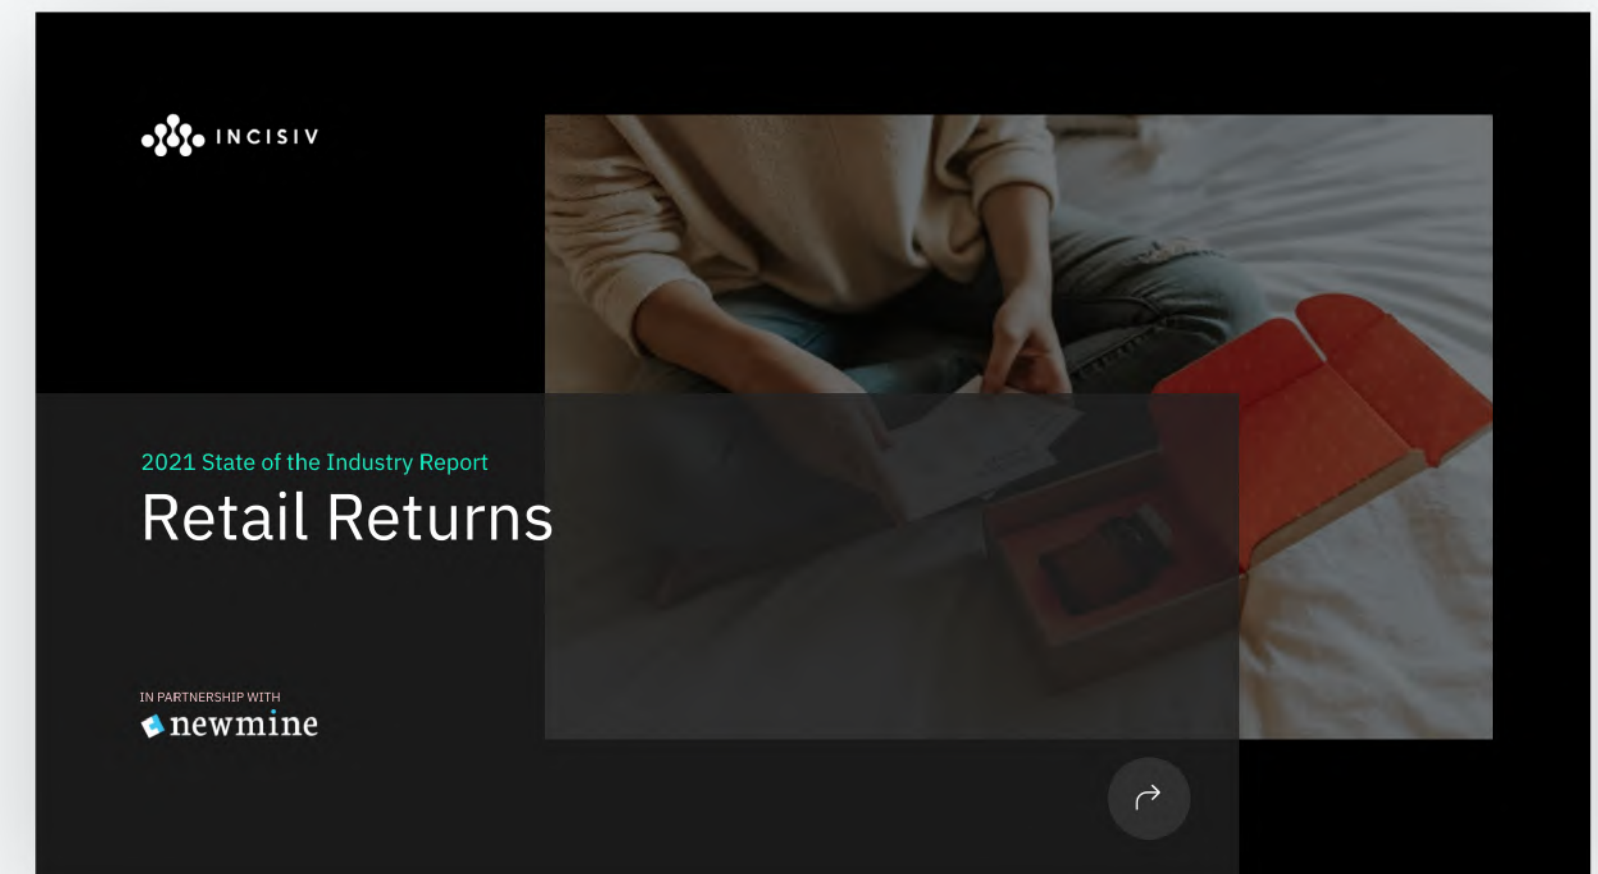 INCISIV
2021 State of the Industry Report
Retail Returns
IN PARTNERSHIP WITH
newmine